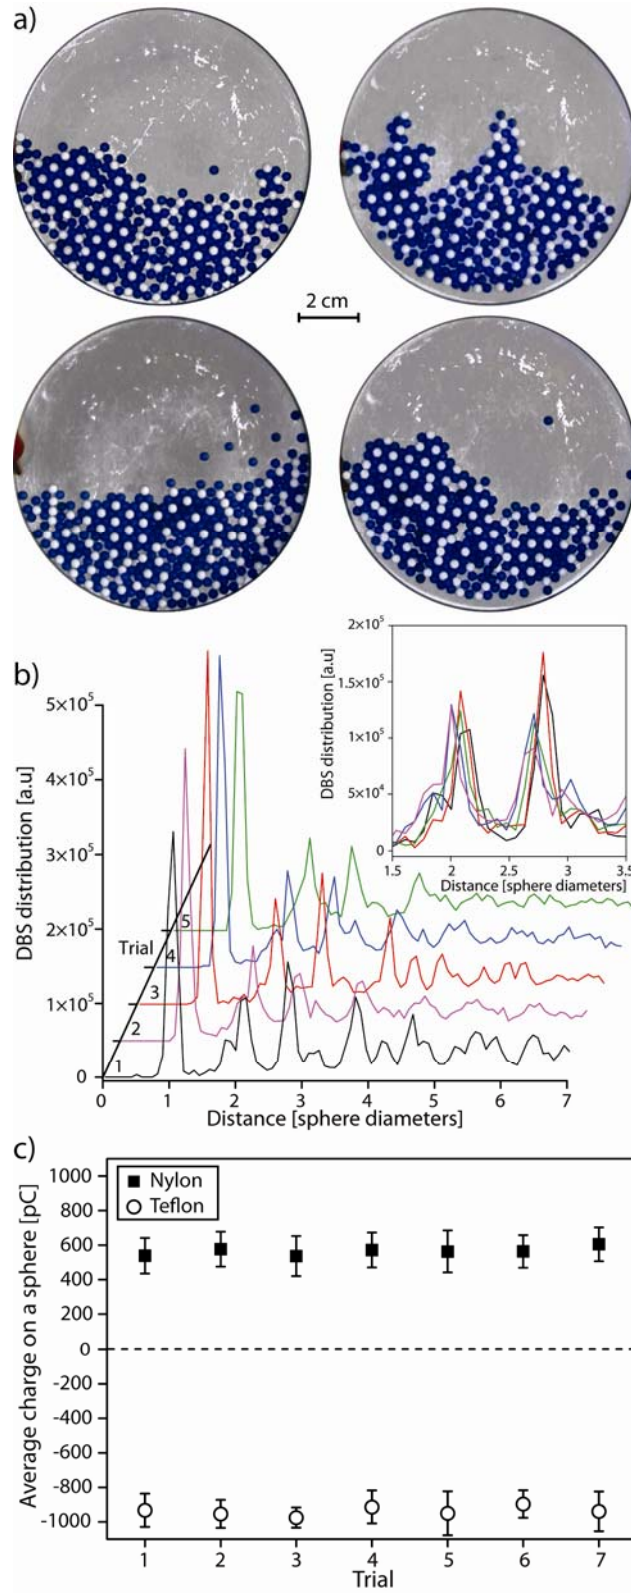 a)
2 cm
b)
DBS distribution [a.u]
5×10⁵
4×10⁵
3×10⁵
2×10⁵
1×10⁵
0
Trial
1
2
3
4
5
0 1 2 3 4 5 6 7
Distance [sphere diameters]
DBS distribution [a.u]
2×10⁵
1.5×10⁵
1×10⁵
5×10⁴
0
1.5 2 2.5 3 3.5
Distance [sphere diameters]
c)
Average charge on a sphere [pC]
1000
800
600
400
200
0
-200
-400
-600
-800
-1000
Nylon
Teflon
1 2 3 4 5 6 7
Trial